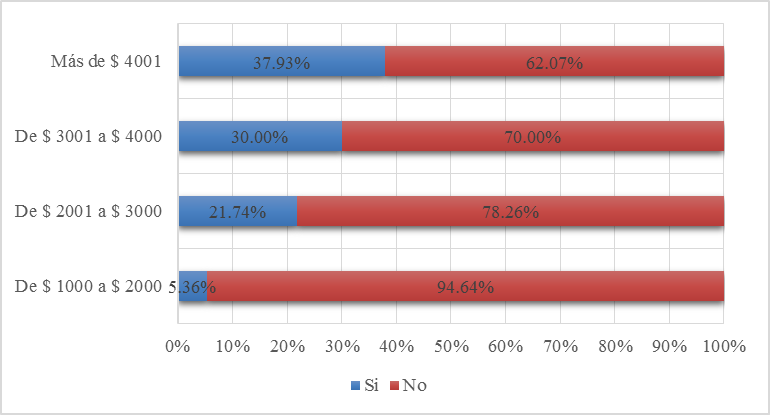 Más de $ 4001
37.93%
62.07%
De $ 3001 a $ 4000
30.00%
70.00%
De $ 2001 a $ 3000
21.74%
78.26%
De $ 1000 a $ 2000
5.36%
94.64%
0% 10% 20% 30% 40% 50% 60% 70% 80% 90% 100%
Si No